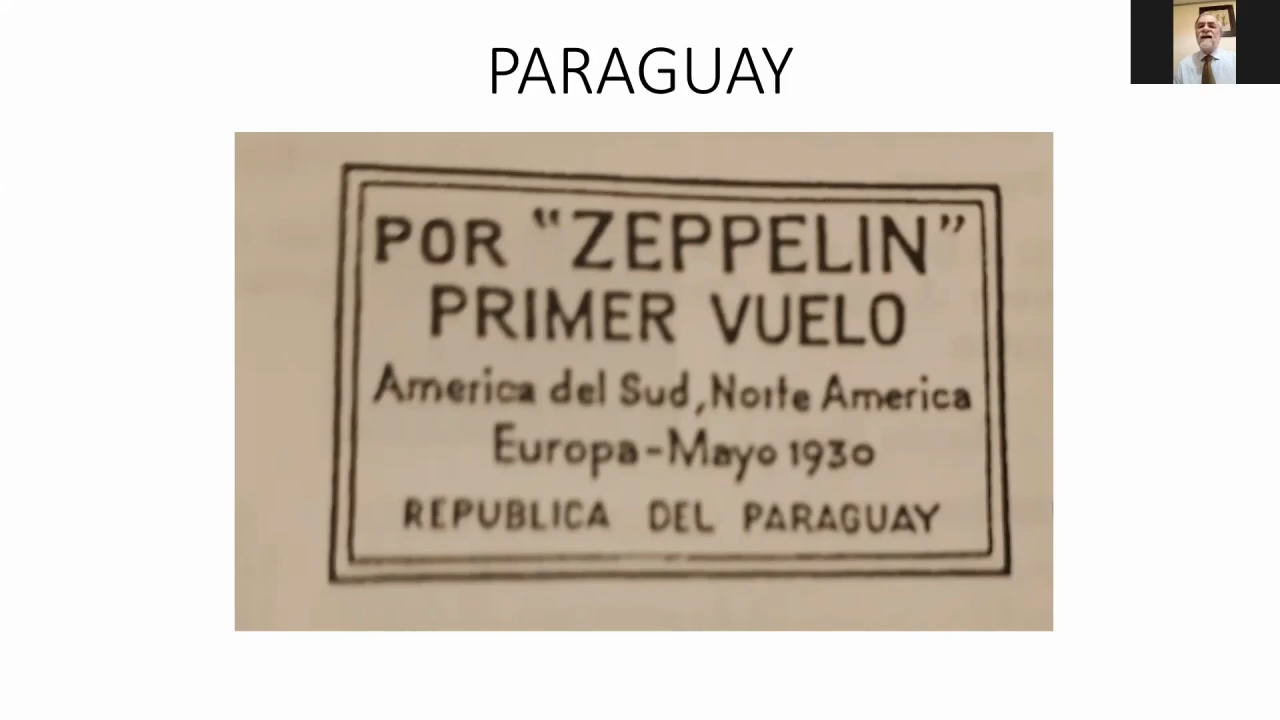 PARAGUAY
POR "ZEPPELIN"
PRIMER VUELO
America del Sud, Norte America
Europa-Mayo 1930
REPUBLICA DEL PARAGUAY